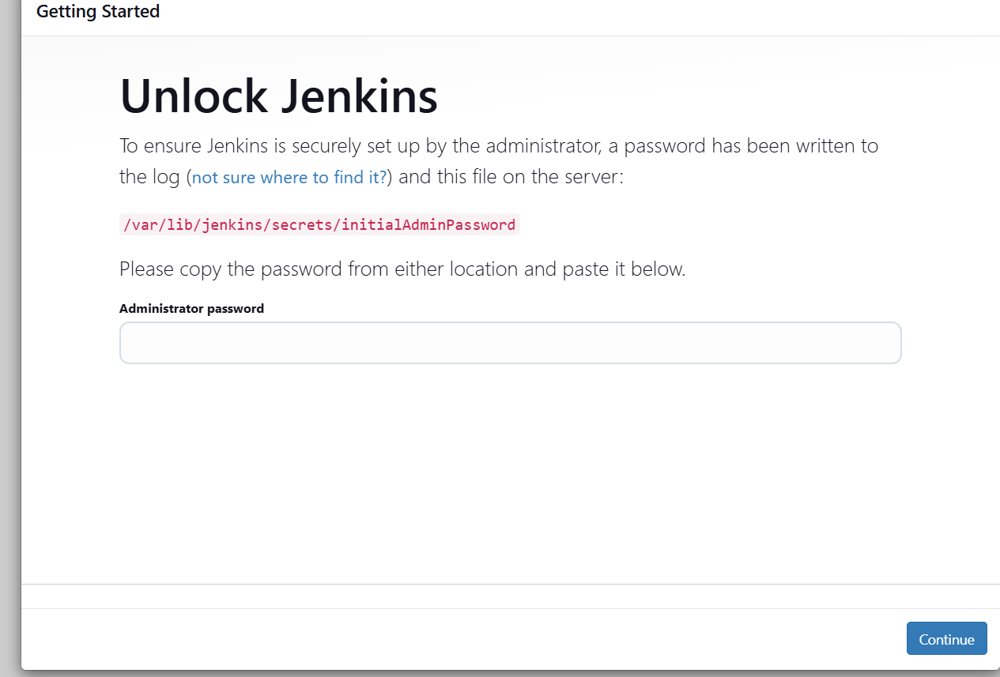 Getting Started
Unlock Jenkins
To ensure Jenkins is securely set up by the administrator, a password has been written to
the log (not sure where to find it?) and this file on the server:
/var/lib/jenkins/secrets/initialAdminPassword
Please copy the password from either location and paste it below.
Administrator password
Continue